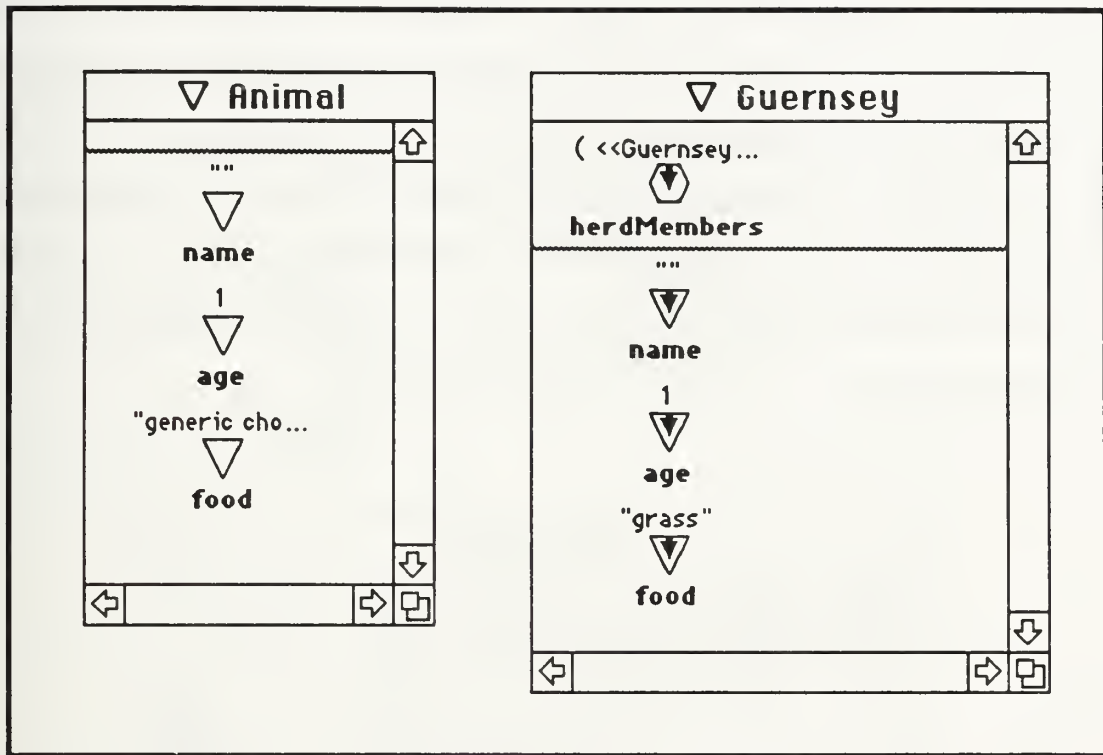 Animal
""
name
1
age
"generic cho...
food
Guernsey
( <<Guernsey...
herdMembers
""
name
1
age
"grass"
food